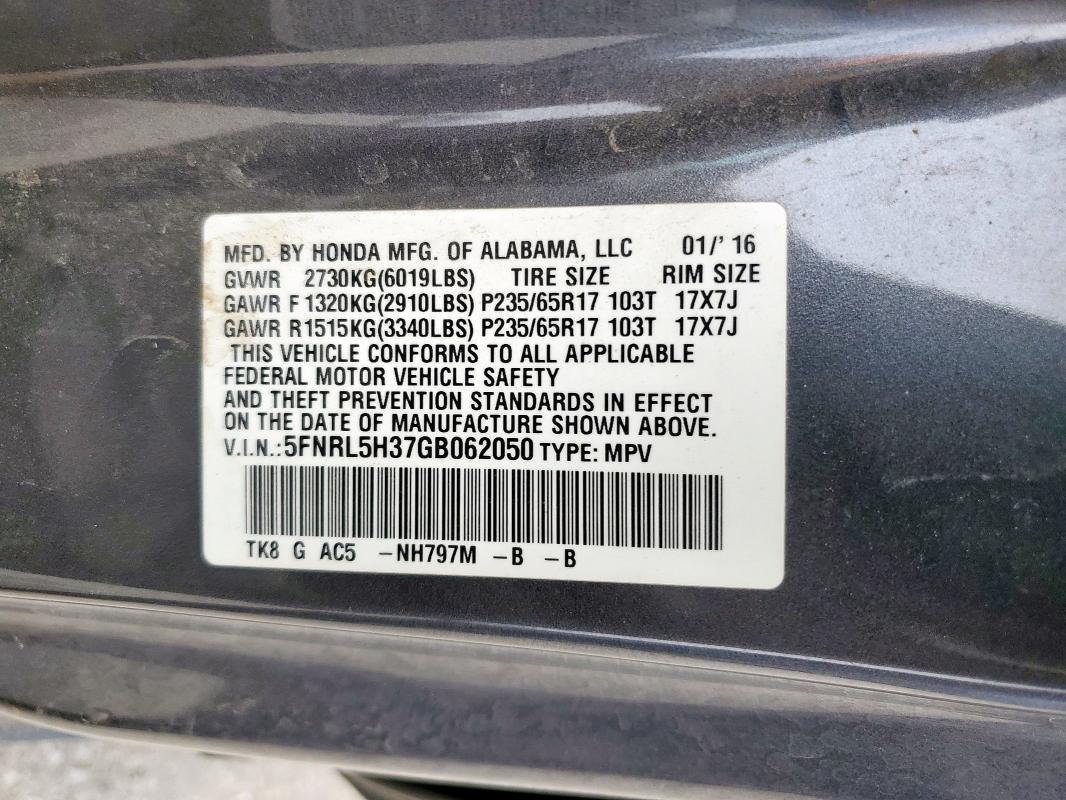 MFD. BY HONDA MFG. OF ALABAMA, LLC 01/' 16
GVWR 2730KG(6019LBS) TIRE SIZE RIM SIZE
GAWR F 1320KG(2910LBS) P235/65R17 103T 17X7J
GAWR R1515KG(3340LBS) P235/65R17 103T 17X7J
THIS VEHICLE CONFORMS TO ALL APPLICABLE
FEDERAL MOTOR VEHICLE SAFETY
AND THEFT PREVENTION STANDARDS IN EFFECT
ON THE DATE OF MANUFACTURE SHOWN ABOVE.
V.I.N.:5FNRL5H37GB062050 TYPE: MPV
TK8 G AC5 –NH797M –B –B